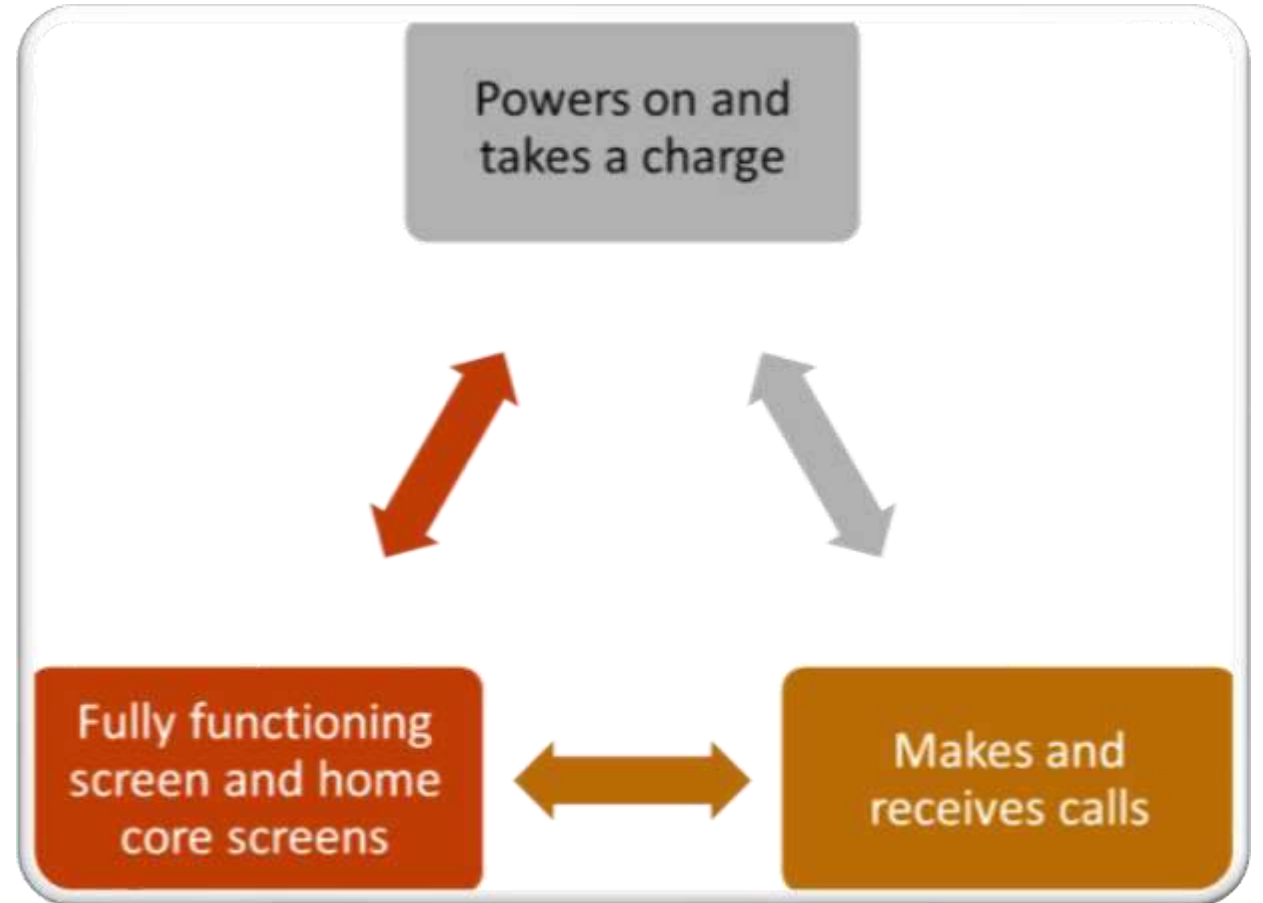 Powers on and
takes a charge
Fully functioning
screen and home
core screens
Makes and
receives calls